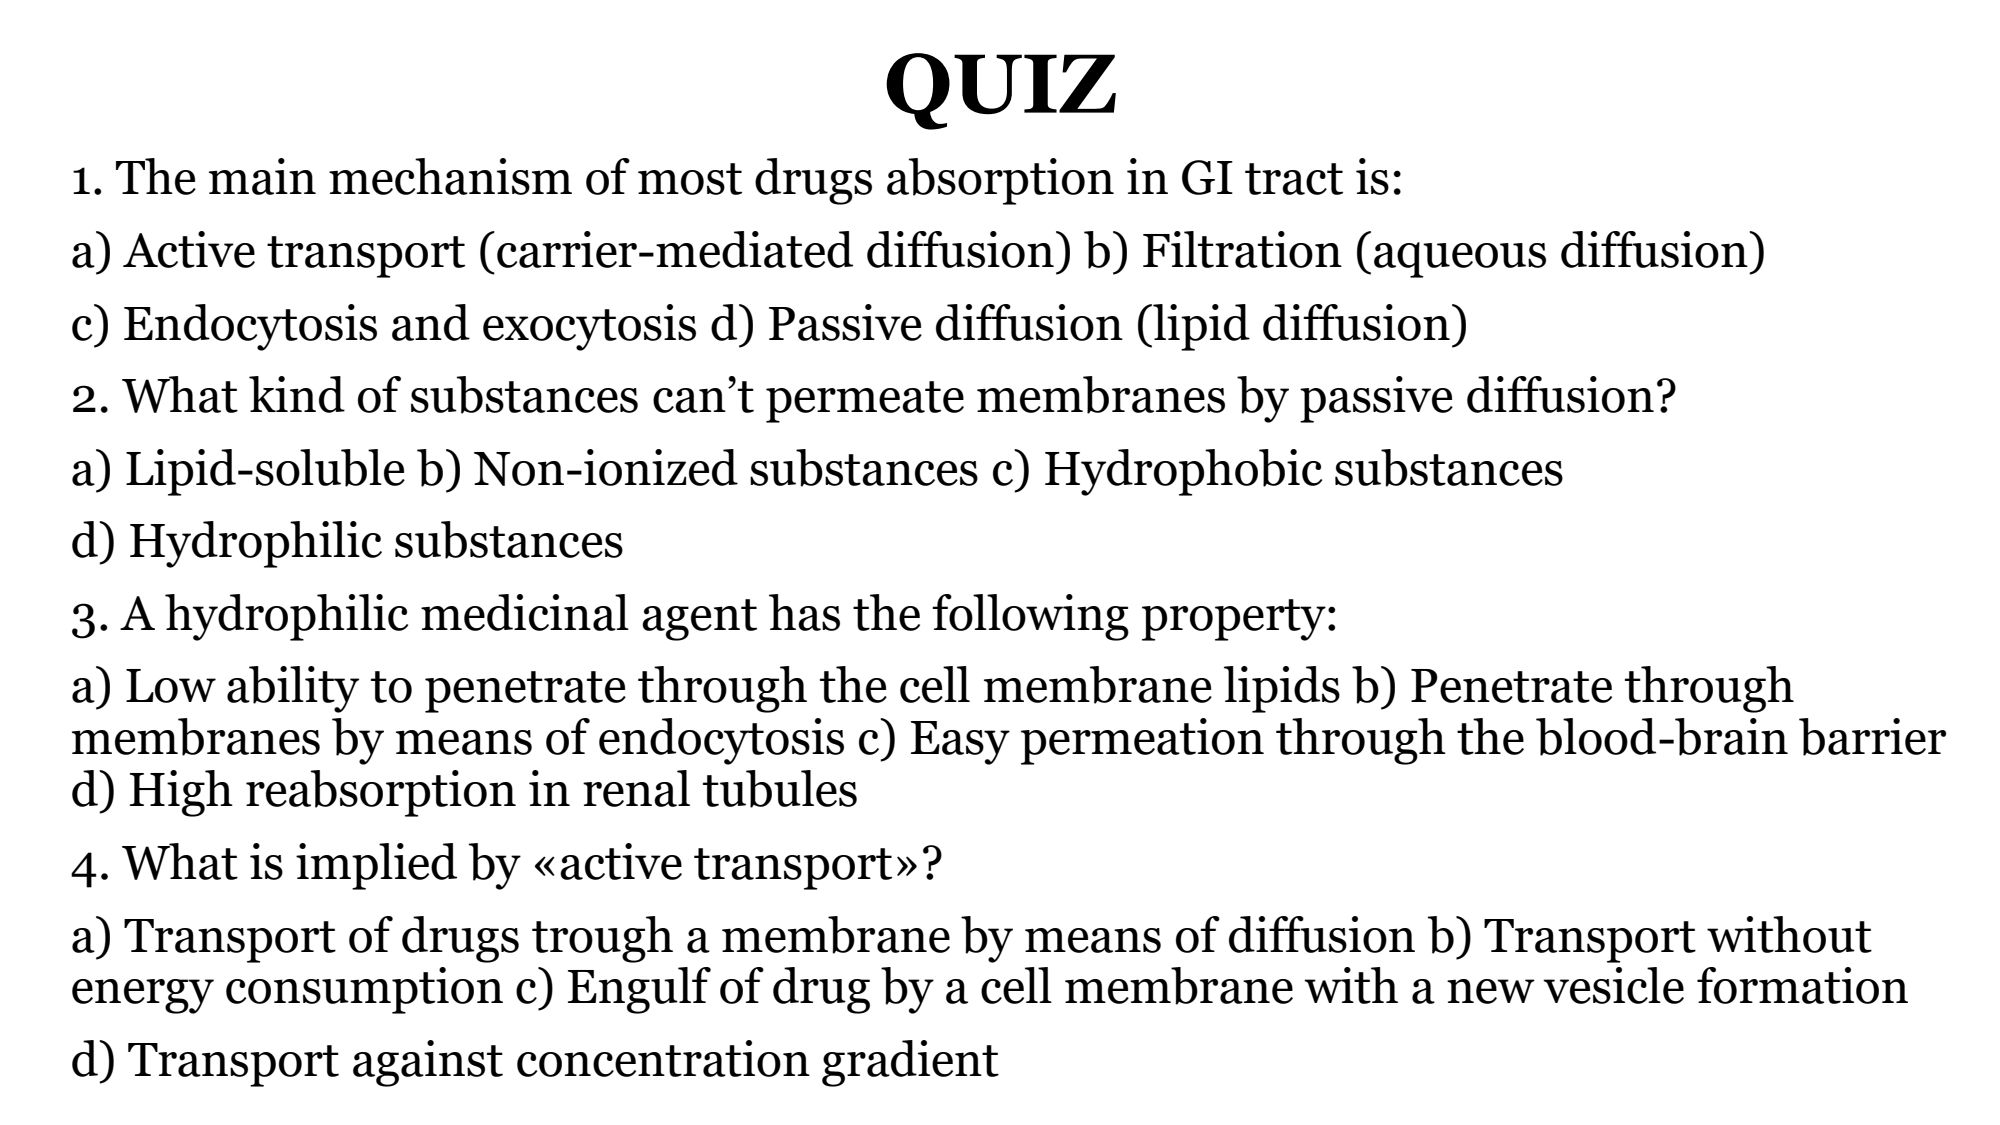 QUIZ
1. The main mechanism of most drugs absorption in GI tract is:
a) Active transport (carrier-mediated diffusion) b) Filtration (aqueous diffusion)
c) Endocytosis and exocytosis d) Passive diffusion (lipid diffusion)
2. What kind of substances can’t permeate membranes by passive diffusion?
a) Lipid-soluble b) Non-ionized substances c) Hydrophobic substances
d) Hydrophilic substances
3. A hydrophilic medicinal agent has the following property:
a) Low ability to penetrate through the cell membrane lipids b) Penetrate through
membranes by means of endocytosis c) Easy permeation through the blood-brain barrier
d) High reabsorption in renal tubules
4. What is implied by «active transport»?
a) Transport of drugs trough a membrane by means of diffusion b) Transport without
energy consumption c) Engulf of drug by a cell membrane with a new vesicle formation
d) Transport against concentration gradient